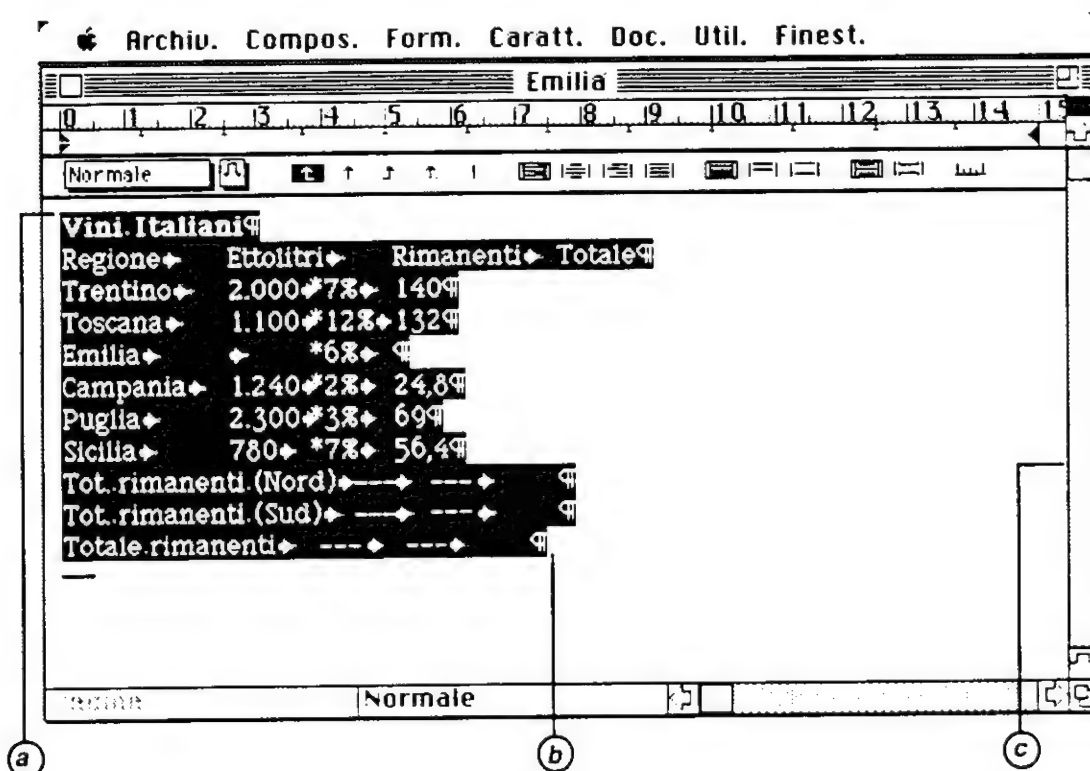 Archiv. Compos. Form. Caratt. Doc. Util. Finest.
Emilia
0 1 2 3 4 5 6 7 8 9 10 11 12 13 14 15
Normale
Vini.Italiani¶
Regione Ettolitri Rimanenti Totale¶
Trentino 2.000 *7% 140¶
Toscana 1.100 *12% 132¶
Emilia *6% ¶
Campania 1.240 *2% 24,8¶
Puglia 2.300 *3% 69¶
Sicilia 780 *7% 56,4¶
Tot..rimanenti.(Nord) ¶
Tot..rimanenti.(Sud) ¶
Totale.rimanenti ¶
Normale
a b c